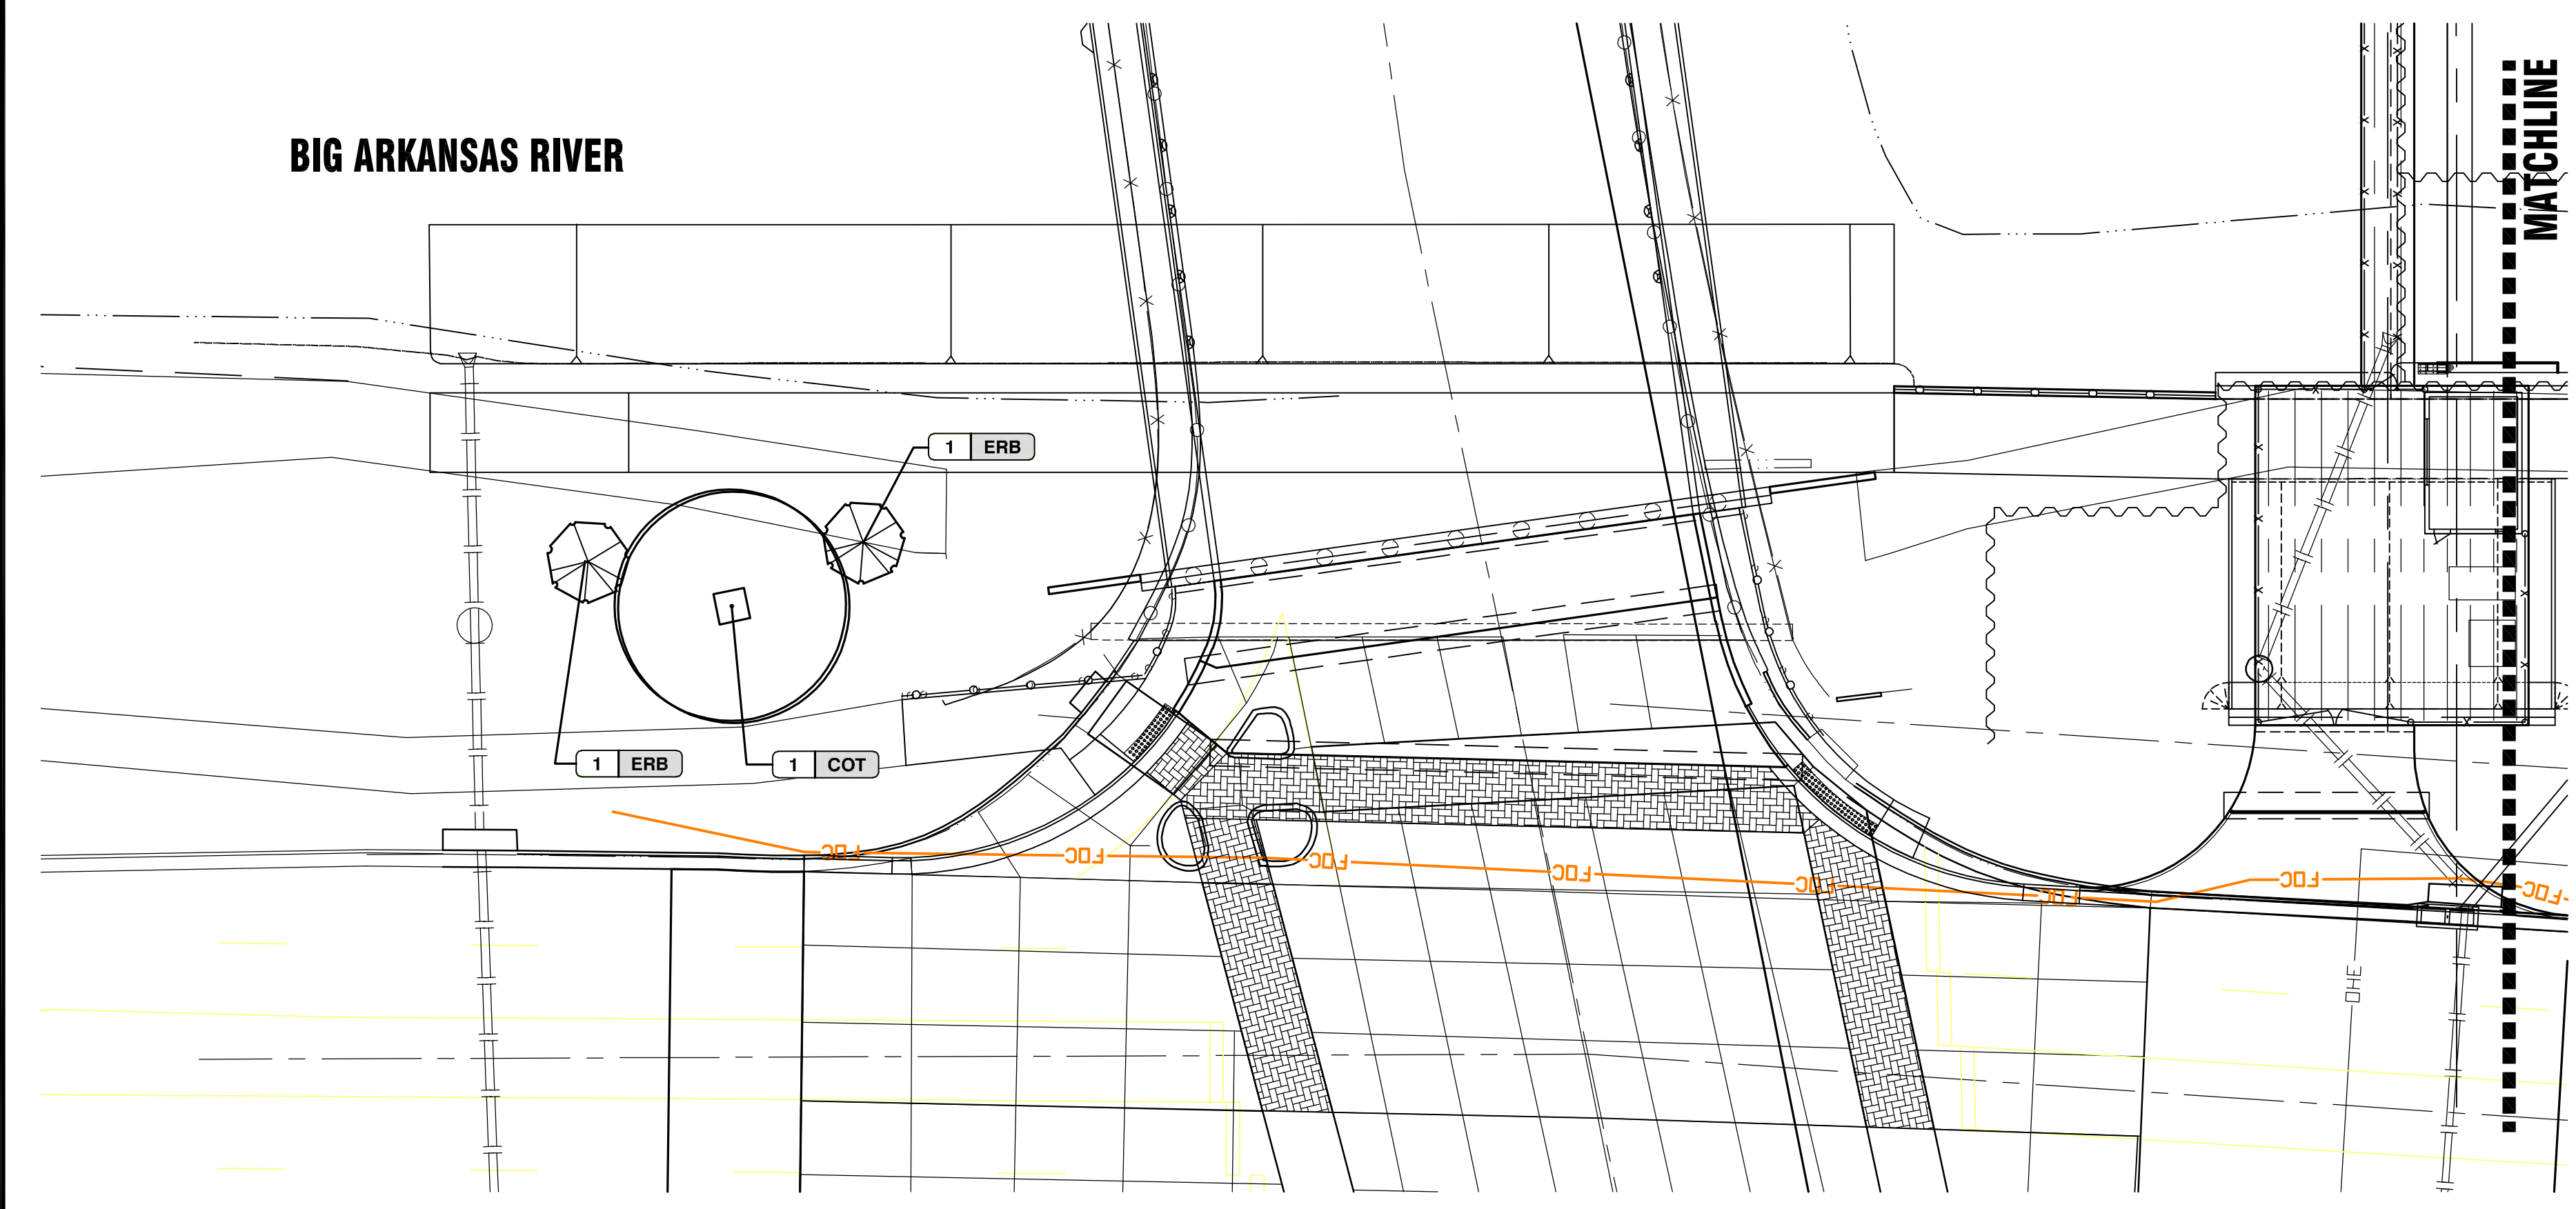 BIG ARKANSAS RIVER
MATCHLINE
1 ERB
1 ERB
1 COT
FOC
FOC
FOC
FOC
FOC
FOC
FOC
FOC
OHE